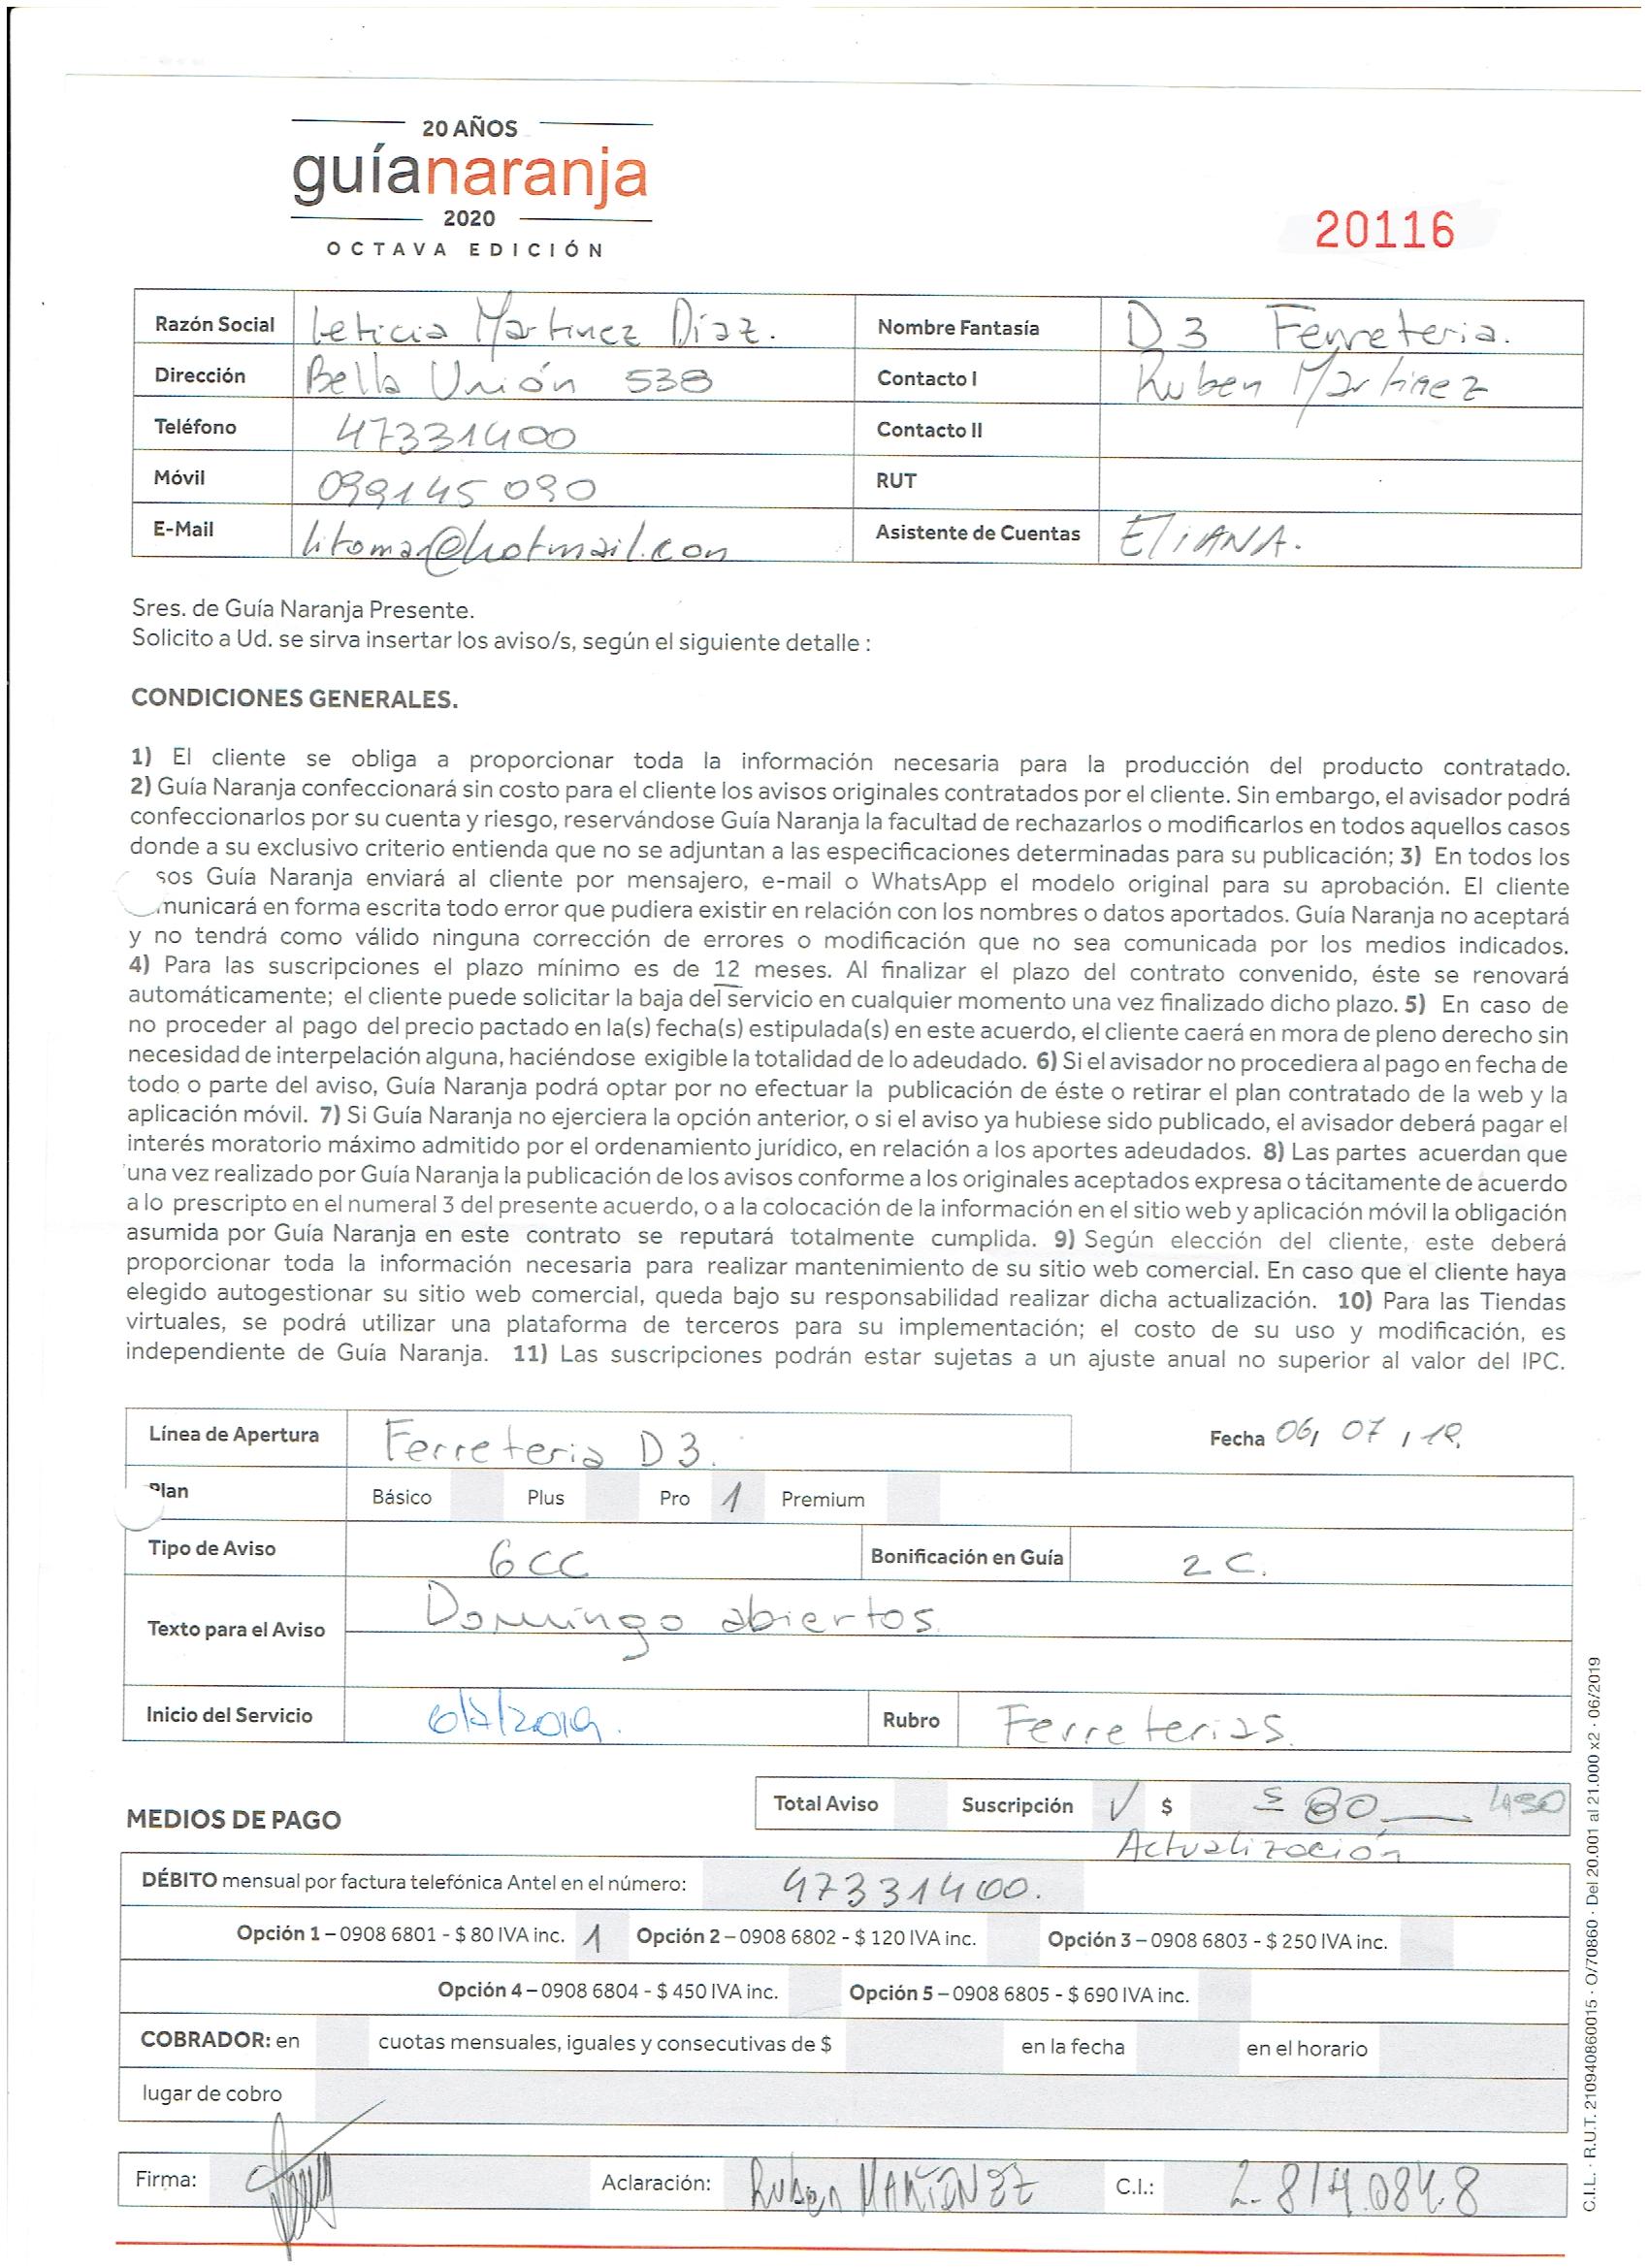 20 AÑOS
guíanaranja
2020
OCTAVA EDICIÓN
20116
Razón Social Leticia Martinez Díaz. Nombre Fantasía D3 Ferreteria.
Dirección Bella Unión 538 Contacto I Ruben Martinez
Teléfono 47331400 Contacto II
Móvil 099145 090 RUT
E-Mail litomar@hotmail.com Asistente de Cuentas ELIANA.
Sres. de Guía Naranja Presente.
Solicito a Ud. se sirva insertar los aviso/s, según el siguiente detalle :
CONDICIONES GENERALES.
1) El cliente se obliga a proporcionar toda la información necesaria para la producción del producto contratado.
2) Guía Naranja confeccionará sin costo para el cliente los avisos originales contratados por el cliente. Sin embargo, el avisador podrá
confeccionarlos por su cuenta y riesgo, reservándose Guía Naranja la facultad de rechazarlos o modificarlos en todos aquellos casos
donde a su exclusivo criterio entienda que no se adjuntan a las especificaciones determinadas para su publicación; 3) En todos los
sos Guía Naranja enviará al cliente por mensajero, e-mail o WhatsApp el modelo original para su aprobación. El cliente
municará en forma escrita todo error que pudiera existir en relación con los nombres o datos aportados. Guía Naranja no aceptará
y no tendrá como válido ninguna corrección de errores o modificación que no sea comunicada por los medios indicados.
4) Para las suscripciones el plazo mínimo es de 12 meses. Al finalizar el plazo del contrato convenido, éste se renovará
automáticamente; el cliente puede solicitar la baja del servicio en cualquier momento una vez finalizado dicho plazo. 5) En caso de
no proceder al pago del precio pactado en la(s) fecha(s) estipulada(s) en este acuerdo, el cliente caerá en mora de pleno derecho sin
necesidad de interpelación alguna, haciéndose exigible la totalidad de lo adeudado. 6) Si el avisador no procediera al pago en fecha de
todo o parte del aviso, Guía Naranja podrá optar por no efectuar la publicación de éste o retirar el plan contratado de la web y la
aplicación móvil. 7) Si Guía Naranja no ejerciera la opción anterior, o si el aviso ya hubiese sido publicado, el avisador deberá pagar el
interés moratorio máximo admitido por el ordenamiento jurídico, en relación a los aportes adeudados. 8) Las partes acuerdan que
una vez realizado por Guía Naranja la publicación de los avisos conforme a los originales aceptados expresa o tácitamente de acuerdo
a lo prescripto en el numeral 3 del presente acuerdo, o a la colocación de la información en el sitio web y aplicación móvil la obligación
asumida por Guía Naranja en este contrato se reputará totalmente cumplida. 9) Según elección del cliente, este deberá
proporcionar toda la información necesaria para realizar mantenimiento de su sitio web comercial. En caso que el cliente haya
elegido autogestionar su sitio web comercial, queda bajo su responsabilidad realizar dicha actualización. 10) Para las Tiendas
virtuales, se podrá utilizar una plataforma de terceros para su implementación; el costo de su uso y modificación, es
independiente de Guía Naranja. 11) Las suscripciones podrán estar sujetas a un ajuste anual no superior al valor del IPC.
Línea de Apertura Ferreteria D3. Fecha 06, 07, 19.
Plan Básico Plus Pro 1 Premium
Tipo de Aviso 6CC Bonificación en Guía 2 C.
Texto para el Aviso Domingo abiertos.
Inicio del Servicio 6/7/2019. Rubro Ferreterias.
Total Aviso Suscripción √ $ $ 80 450
MEDIOS DE PAGO
Actualización
DÉBITO mensual por factura telefónica Antel en el número: 47331400.
Opción 1 – 0908 6801 - $ 80 IVA inc. 1 Opción 2 – 0908 6802 - $ 120 IVA inc. Opción 3 – 0908 6803 - $ 250 IVA inc.
Opción 4 – 0908 6804 - $ 450 IVA inc. Opción 5 – 0908 6805 - $ 690 IVA inc.
COBRADOR: en cuotas mensuales, iguales y consecutivas de $ en la fecha en el horario
lugar de cobro
Firma: Aclaración: Ruben MARTINEZ C.I.: 2.814.084.8
C.I.L. · R.U.T. 210940860015 · O/70860 · Del 20.001 al 21.000 x2 · 06/2019